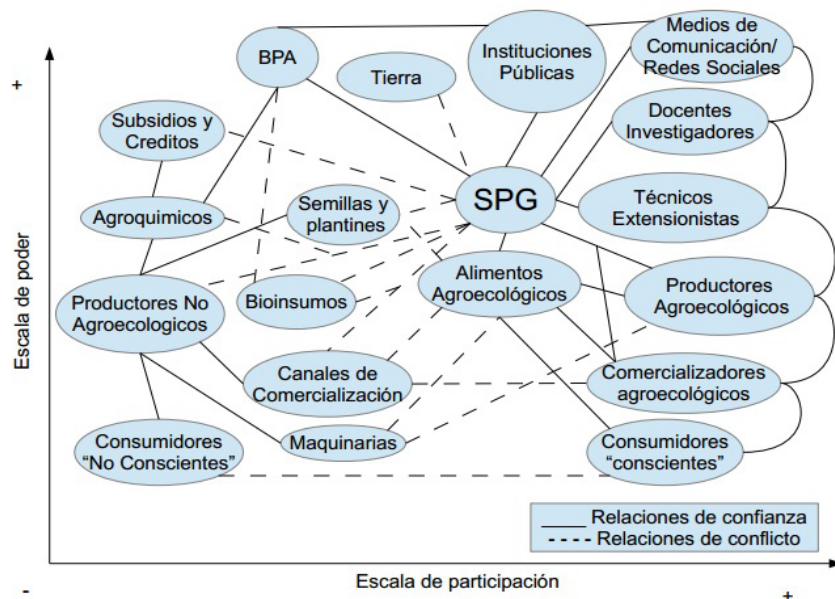 BPA
Instituciones
Públicas
Medios de
Comunicación/
Redes Sociales
Tierra
+
Subsidios y
Creditos
Docentes
Investigadores
SPG
Agroquimicos
Semillas y
plantines
Técnicos
Extensionistas
Escala de poder
Productores No
Agroecologicos
Bioinsumos
Alimentos
Agroecológicos
Productores
Agroecológicos
Canales de
Comercialización
Comercializadores
agroecológicos
Consumidores
“No Conscientes”
Maquinarias
Consumidores
“conscientes”
Relaciones de confianza
Relaciones de conflicto
-
Escala de participación
+